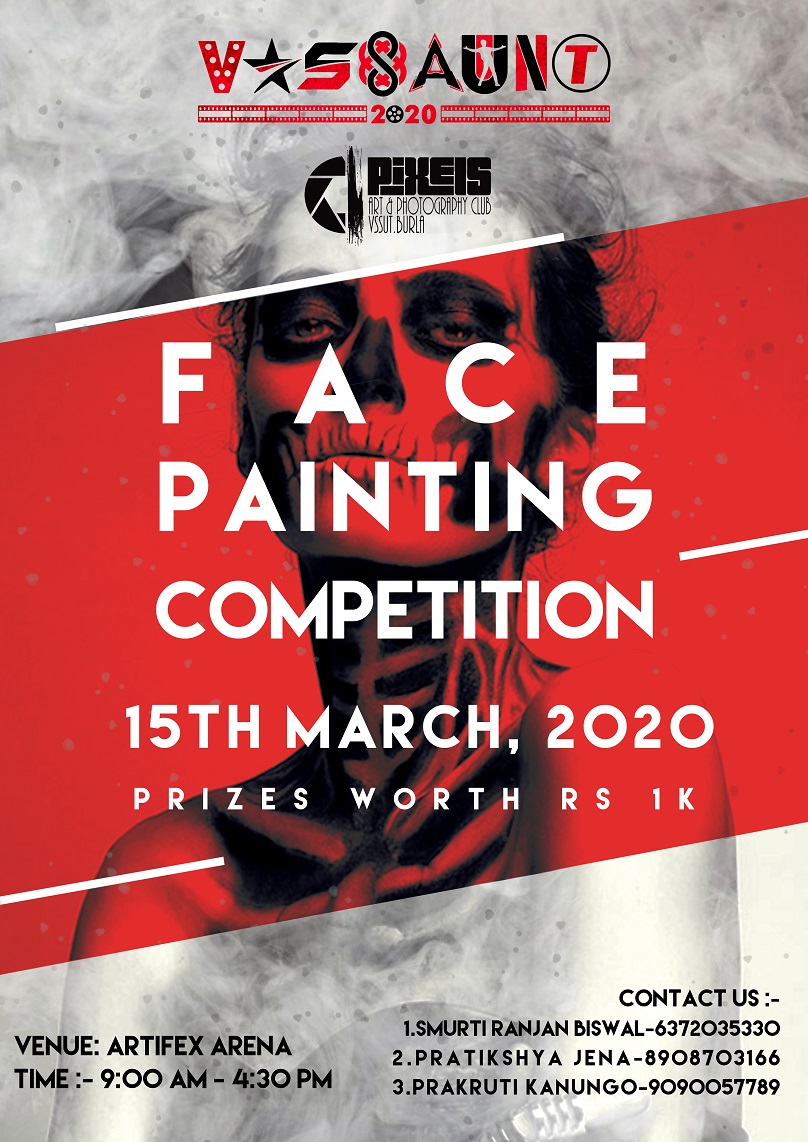 VASSAUNT
2020
PIXELS
ART & PHOTOGRAPHY CLUB
VSSUT.BURLA
FACE
PAINTING
COMPETITION
15TH MARCH, 2020
PRIZES WORTH RS 1K
VENUE: ARTIFEX ARENA
TIME :- 9:00 AM - 4:30 PM
CONTACT US :-
1.SMURTI RANJAN BISWAL-6372035330
2.PRATIKSHYA JENA-8908703166
3.PRAKRUTI KANUNGO-9090057789